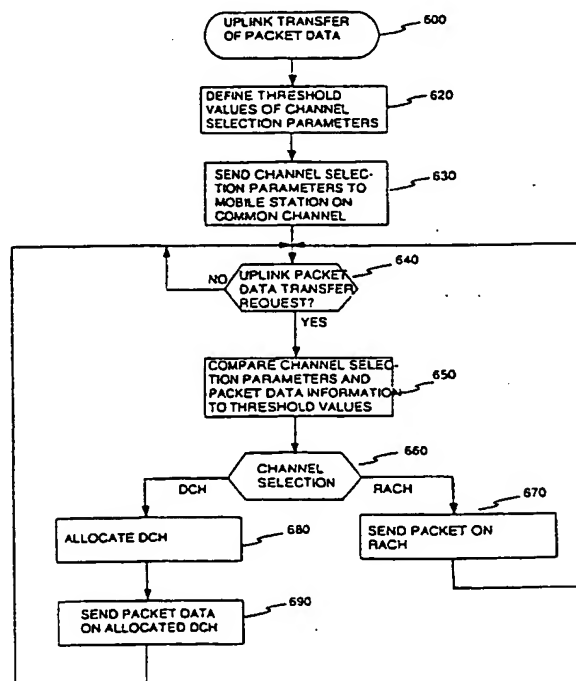 UPLINK TRANSFER
OF PACKET DATA
600
DEFINE THRESHOLD
VALUES OF CHANNEL
SELECTION PARAMETERS
620
SEND CHANNEL SELEC-
TION PARAMETERS TO
MOBILE STATION ON
COMMON CHANNEL
630
640
NO
UPLINK PACKET
DATA TRANSFER
REQUEST?
YES
COMPARE CHANNEL SELEC-
TION PARAMETERS AND
PACKET DATA INFORMATION
TO THRESHOLD VALUES
650
660
CHANNEL
SELECTION
DCH
RACH
670
ALLOCATE DCH
680
SEND PACKET ON
RACH
SEND PACKET DATA
ON ALLOCATED DCH
690